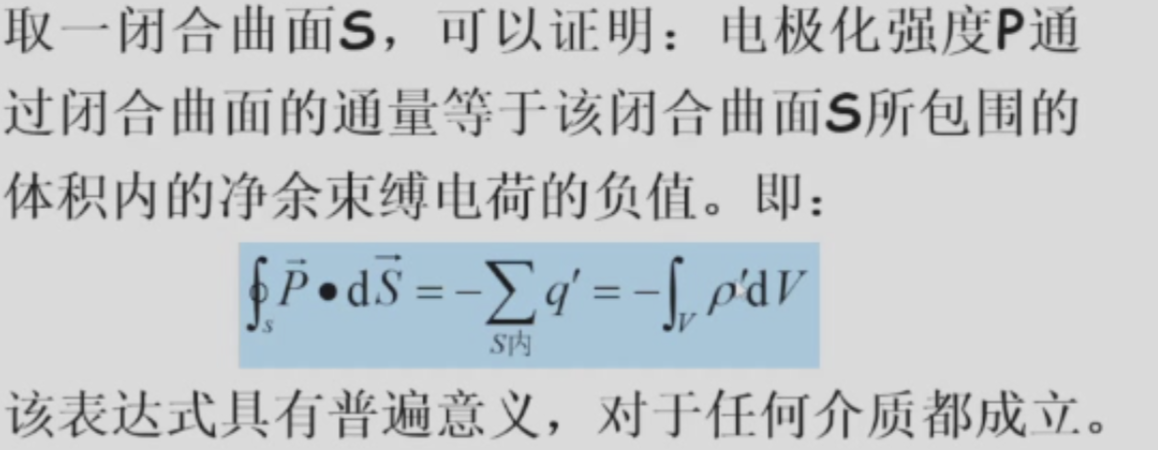 取一闭合曲面S，可以证明：电极化强度P通
过闭合曲面的通量等于该闭合曲面S所包围的
体积内的净余束缚电荷的负值。即：
∮ₛ P⃗ • dS⃗ = −∑_{S内} q′ = −∫_V ρ′dV
该表达式具有普遍意义，对于任何介质都成立。